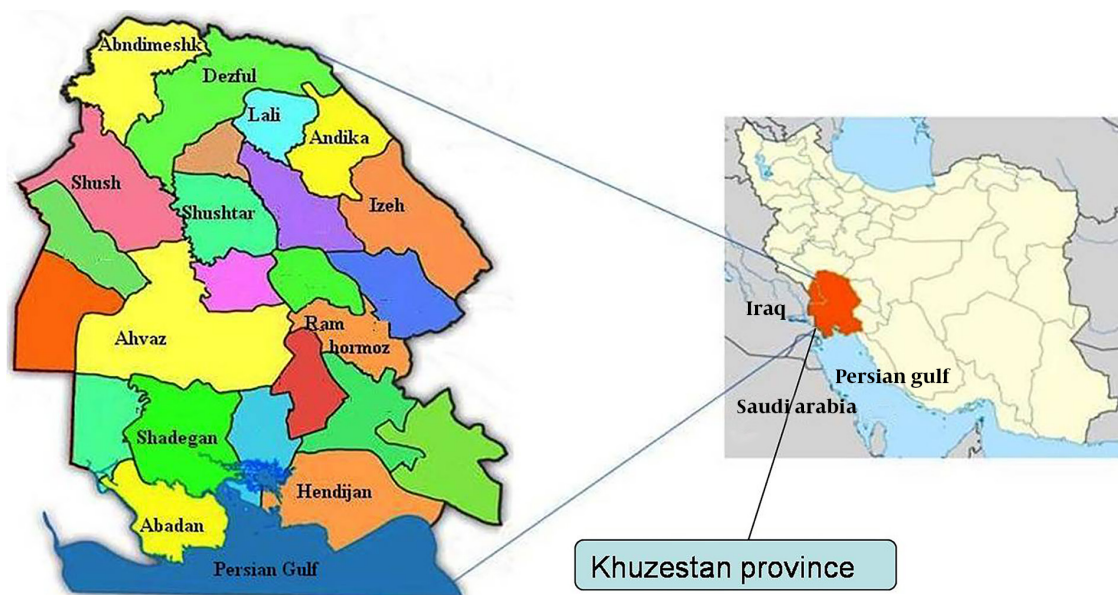 Abndimeshk
Dezful
Lali
Andika
Shush
Shushtar
Izeh
Ahvaz
Ram
hormoz
Shadegan
Hendijan
Abadan
Persian Gulf
Iraq
Persian gulf
Saudi arabia
Khuzestan province